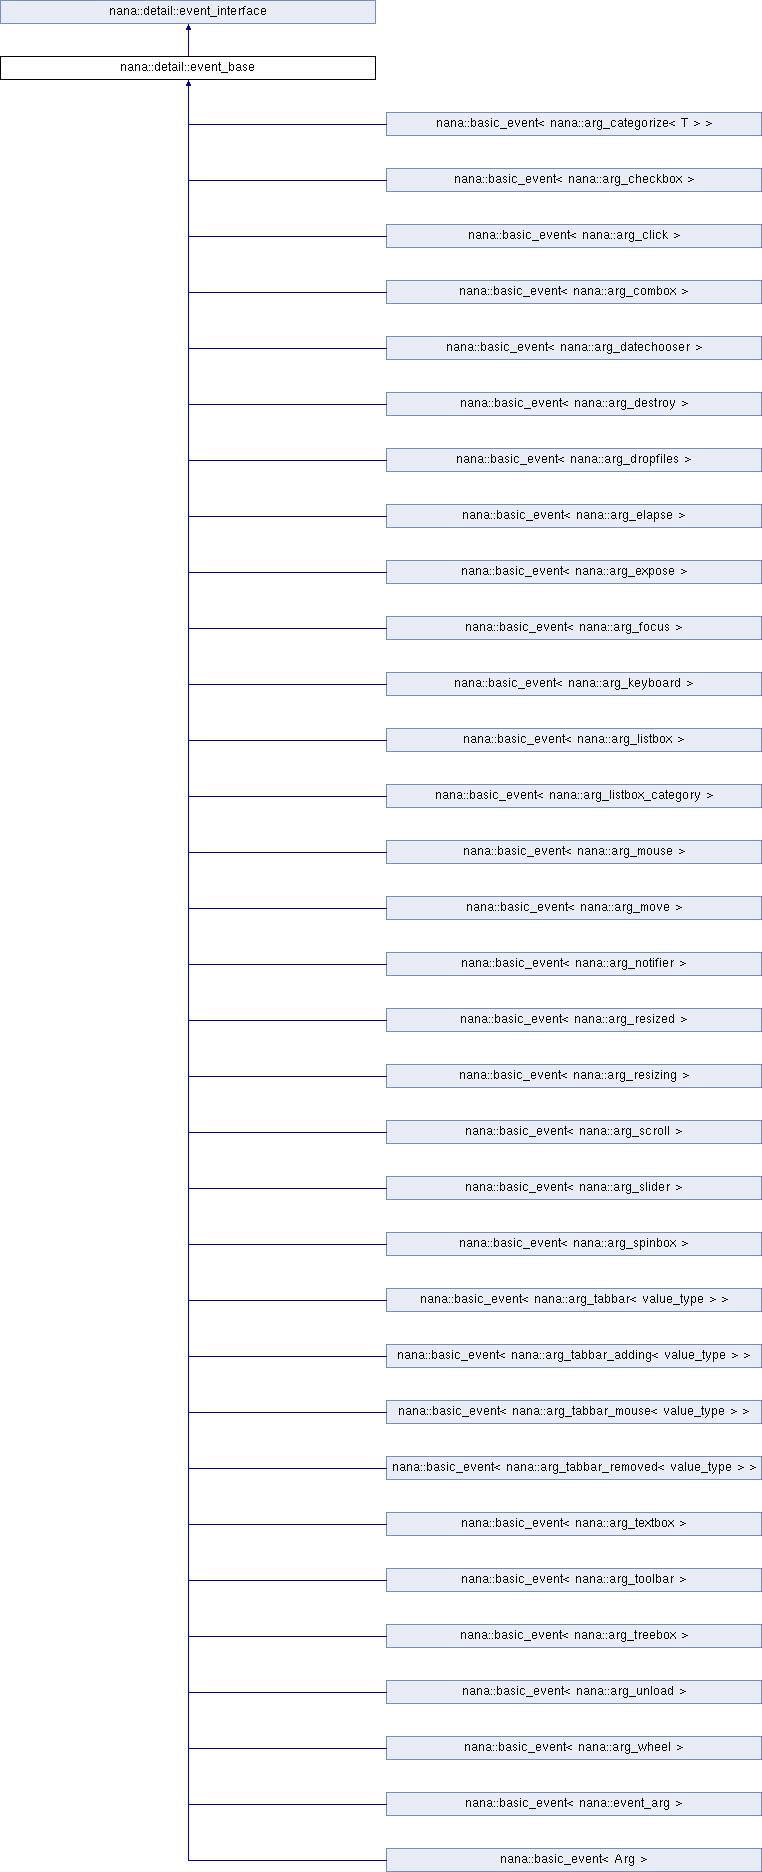 nana::detail::event_interface
nana::detail::event_base
nana::basic_event< nana::arg_categorize< T > >
nana::basic_event< nana::arg_checkbox >
nana::basic_event< nana::arg_click >
nana::basic_event< nana::arg_combox >
nana::basic_event< nana::arg_datechooser >
nana::basic_event< nana::arg_destroy >
nana::basic_event< nana::arg_dropfiles >
nana::basic_event< nana::arg_elapse >
nana::basic_event< nana::arg_expose >
nana::basic_event< nana::arg_focus >
nana::basic_event< nana::arg_keyboard >
nana::basic_event< nana::arg_listbox >
nana::basic_event< nana::arg_listbox_category >
nana::basic_event< nana::arg_mouse >
nana::basic_event< nana::arg_move >
nana::basic_event< nana::arg_notifier >
nana::basic_event< nana::arg_resized >
nana::basic_event< nana::arg_resizing >
nana::basic_event< nana::arg_scroll >
nana::basic_event< nana::arg_slider >
nana::basic_event< nana::arg_spinbox >
nana::basic_event< nana::arg_tabbar< value_type > >
nana::basic_event< nana::arg_tabbar_adding< value_type > >
nana::basic_event< nana::arg_tabbar_mouse< value_type > >
nana::basic_event< nana::arg_tabbar_removed< value_type > >
nana::basic_event< nana::arg_textbox >
nana::basic_event< nana::arg_toolbar >
nana::basic_event< nana::arg_treebox >
nana::basic_event< nana::arg_unload >
nana::basic_event< nana::arg_wheel >
nana::basic_event< nana::event_arg >
nana::basic_event< Arg >